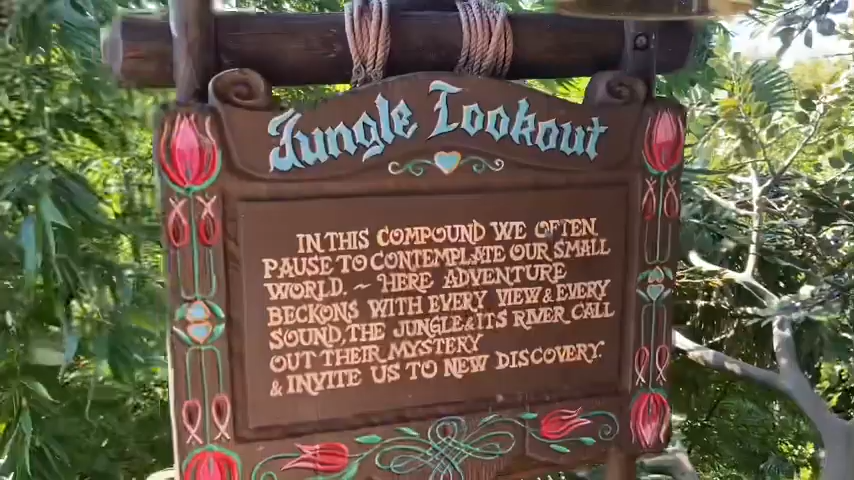 Jungle Lookout
IN THIS COMPOUND WE OFTEN
PAUSE TO CONTEMPLATE OUR SMALL
WORLD. ~ HERE ADVENTURE
BECKONS WITH EVERY VIEW & EVERY
SOUND. THE JUNGLE & ITS RIVER CALL
OUT THEIR MYSTERY
& INVITE US TO NEW DISCOVERY.